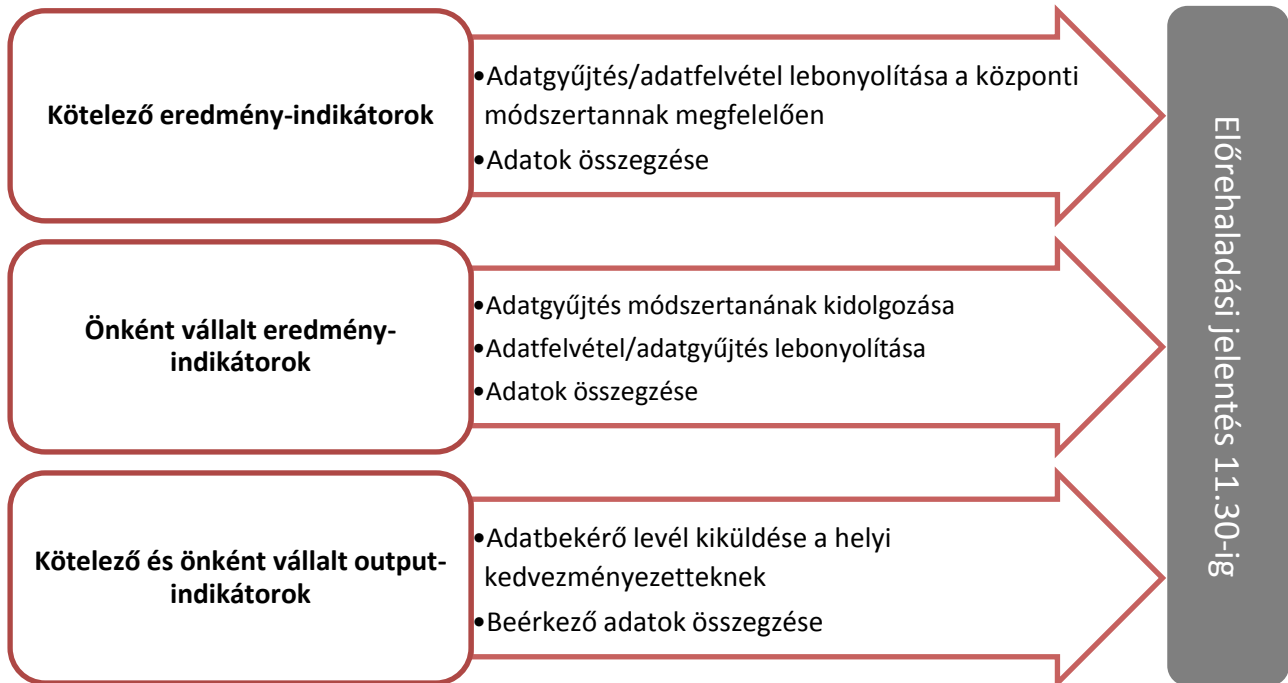 Kötelező eredmény-indikátorok
•Adatgyűjtés/adatfelvétel lebonyolítása a központi
módszertannak megfelelően
•Adatok összegzése
Önként vállalt eredmény-
indikátorok
•Adatgyűjtés módszertanának kidolgozása
•Adatfelvétel/adatgyűjtés lebonyolítása
•Adatok összegzése
Kötelező és önként vállalt output-
indikátorok
•Adatbekérő levél kiküldése a helyi
kedvezményezetteknek
•Beérkező adatok összegzése
Előrehaladási jelentés 11.30-ig